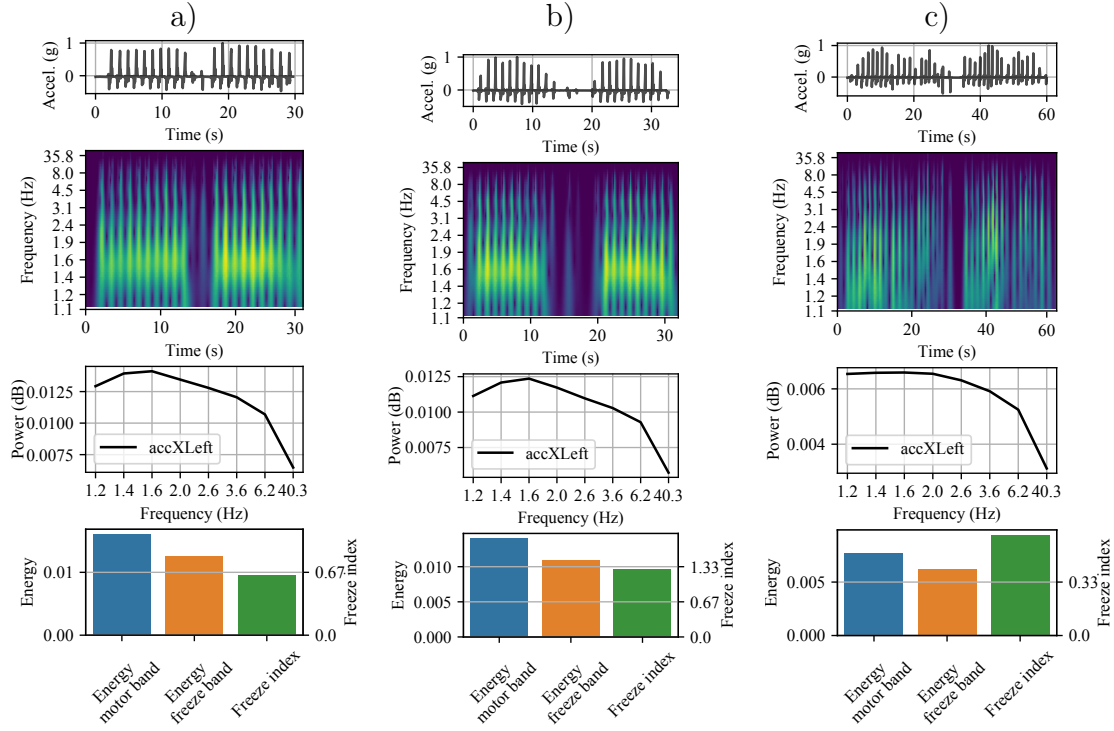 a)
Accel. (g)
1
0
0
10
20
30
Time (s)
Frequency (Hz)
35.8
8.0
4.5
3.1
2.4
1.9
1.6
1.4
1.2
1.1
0
10
20
30
Time (s)
Power (dB)
0.0125
0.0100
0.0075
accXLeft
1.2
1.4
1.6
2.0
2.6
3.6
6.2
40.3
Frequency (Hz)
Energy
0.01
0.00
0.67
0.0
Freeze index
Energy
motor band
Energy
freeze band
Freeze index
b)
Accel. (g)
1
0
0
10
20
30
Time (s)
Frequency (Hz)
35.8
8.0
4.5
3.1
2.4
1.9
1.6
1.4
1.2
1.1
0
10
20
30
Time (s)
Power (dB)
0.0125
0.0100
0.0075
accXLeft
1.2
1.4
1.6
2.0
2.6
3.6
6.2
40.3
Frequency (Hz)
Energy
0.010
0.005
0.000
1.33
0.67
0.0
Freeze index
Energy
motor band
Energy
freeze band
Freeze index
c)
Accel. (g)
1
0
0
20
40
60
Time (s)
Frequency (Hz)
35.8
8.0
4.5
3.1
2.4
1.9
1.6
1.4
1.2
1.1
0
20
40
60
Time (s)
Power (dB)
0.006
0.004
accXLeft
1.2
1.4
1.6
2.0
2.6
3.6
6.2
40.3
Frequency (Hz)
Energy
0.005
0.000
0.33
0.0
Freeze index
Energy
motor band
Energy
freeze band
Freeze index